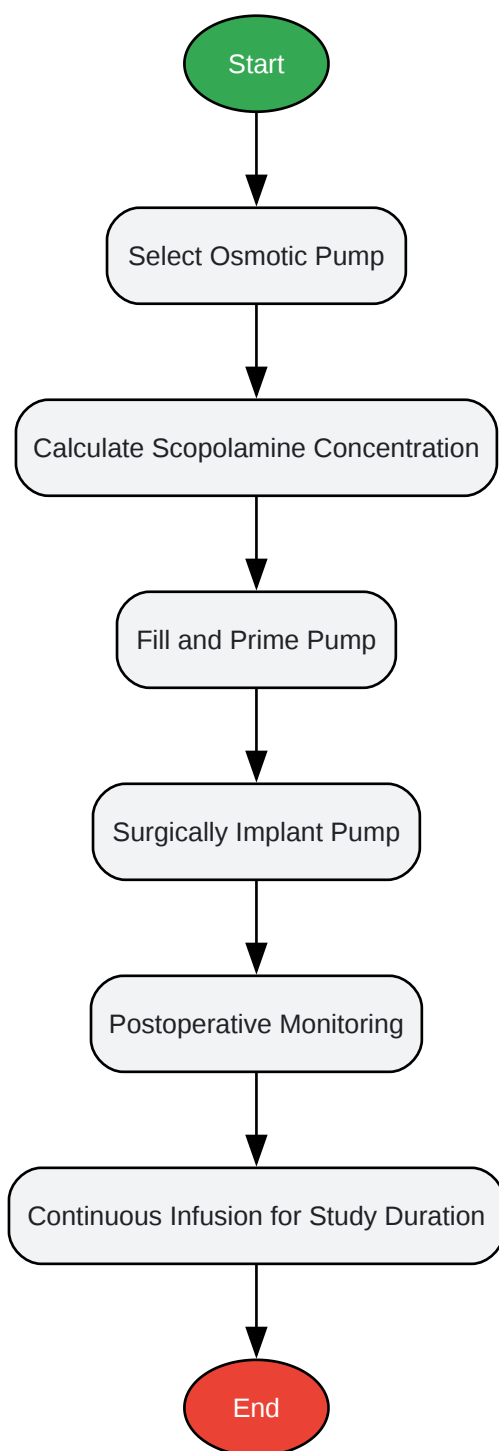 Start
Select Osmotic Pump
Calculate Scopolamine Concentration
Fill and Prime Pump
Surgically Implant Pump
Postoperative Monitoring
Continuous Infusion for Study Duration
End